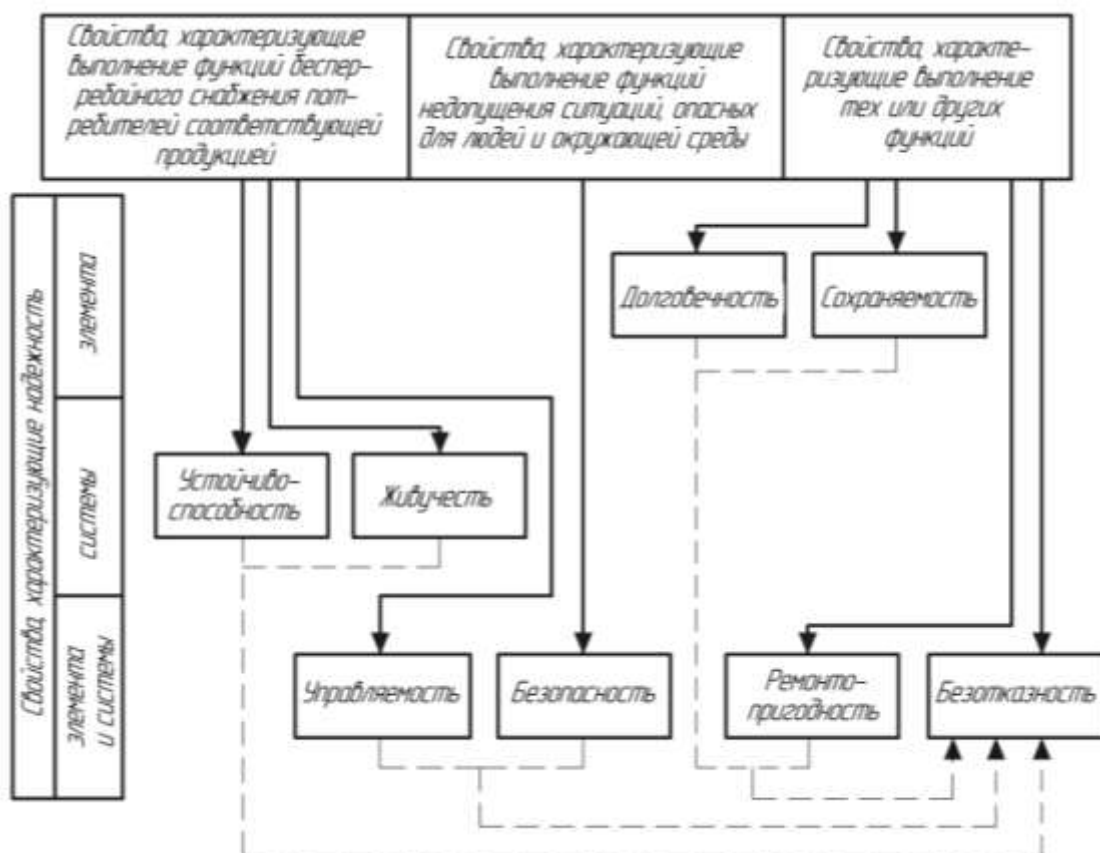 Свойства, характеризующие
выполнение функций беспер-
ребойного снабжения пот-
ребителей соответствующей
продукцией
Свойства, характеризующие
выполнение функций
недопущения ситуаций, опасных
для людей и окружающей среды
Свойства, характе-
ризующие выполнение
тех или других
функций
Свойства, характеризующие надежность
элемента
системы
элемента
и системы
Долговечность
Сохраняемость
Устойчиво-
способность
Живучесть
Управляемость
Безопасность
Ремонто-
пригодность
Безотказность